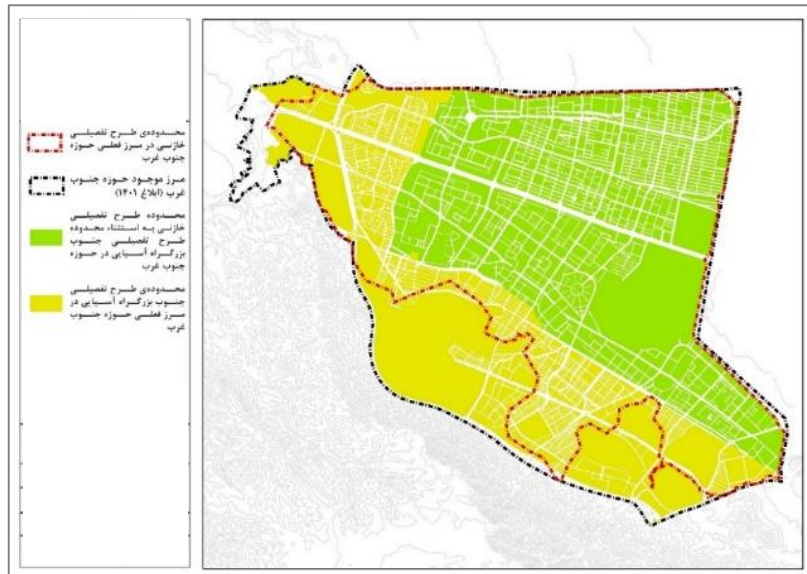 محدوده‌ی طرح تفصیلی
خازنی در مرز فعلی حوزه
جنوب غرب
مرز موجود حوزه جنوب
غرب (ابلاغ ۱۴۰۱)
محدوده طرح تفصیلی
خازنی به استثناء محدوده
طرح تفصیلی جنوب
بزرگراه آسیایی در حوزه
جنوب غرب
محدوده‌ی طرح تفصیلی
جنوب بزرگراه آسیایی در
مرز فعلی حوزه جنوب
غرب